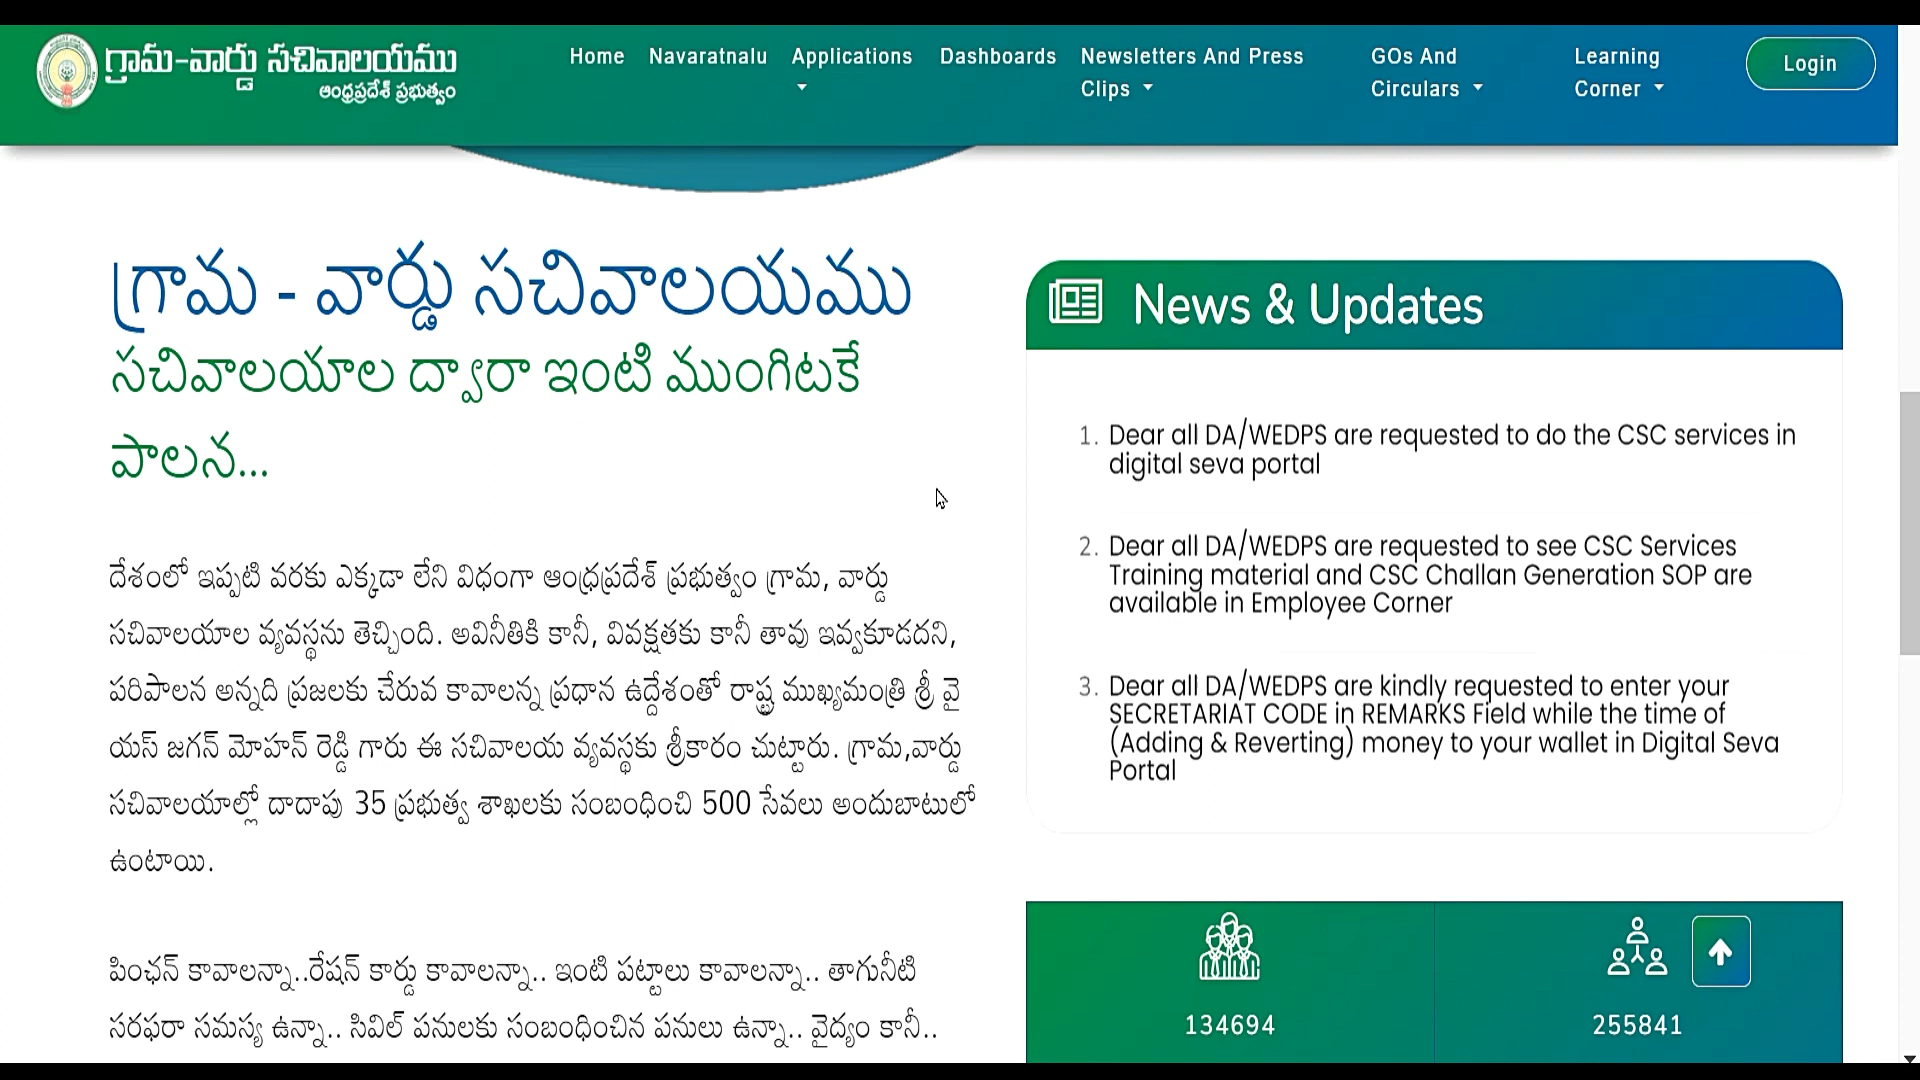 గ్రామ-వార్డు సచివాలయము
ఆంధ్రప్రదేశ్ ప్రభుత్వం
Home Navaratnalu Applications Dashboards Newsletters And Press Clips GOs And Circulars Learning Corner Login
గ్రామ - వార్డు సచివాలయము
సచివాలయాల ద్వారా ఇంటి ముంగిటకే
పాలన...
దేశంలో ఇప్పటి వరకు ఎక్కడా లేని విధంగా ఆంధ్రప్రదేశ్ ప్రభుత్వం గ్రామ, వార్డు
సచివాలయాల వ్యవస్థను తెచ్చింది. అవినీతికి కానీ, వివక్షతకు కానీ తావు ఇవ్వకూడదని,
పరిపాలన అన్నది ప్రజలకు చేరువ కావాలన్న ప్రధాన ఉద్దేశంతో రాష్ట్ర ముఖ్యమంత్రి శ్రీ వై
యస్ జగన్ మోహన్ రెడ్డి గారు ఈ సచివాలయ వ్యవస్థకు శ్రీకారం చుట్టారు. గ్రామ,వార్డు
సచివాలయాల్లో దాదాపు 35 ప్రభుత్వ శాఖలకు సంబంధించి 500 సేవలు అందుబాటులో
ఉంటాయి.
పింఛన్ కావాలన్నా..రేషన్ కార్డు కావాలన్నా.. ఇంటి పట్టాలు కావాలన్నా.. తాగునీటి
సరఫరా సమస్య ఉన్నా.. సివిల్ పనులకు సంబంధించిన పనులు ఉన్నా.. వైద్యం కానీ..
News & Updates
1. Dear all DA/WEDPS are requested to do the CSC services in
digital seva portal
2. Dear all DA/WEDPS are requested to see CSC Services
Training material and CSC Challan Generation SOP are
available in Employee Corner
3. Dear all DA/WEDPS are kindly requested to enter your
SECRETARIAT CODE in REMARKS Field while the time of
(Adding & Reverting) money to your wallet in Digital Seva
Portal
134694 255841